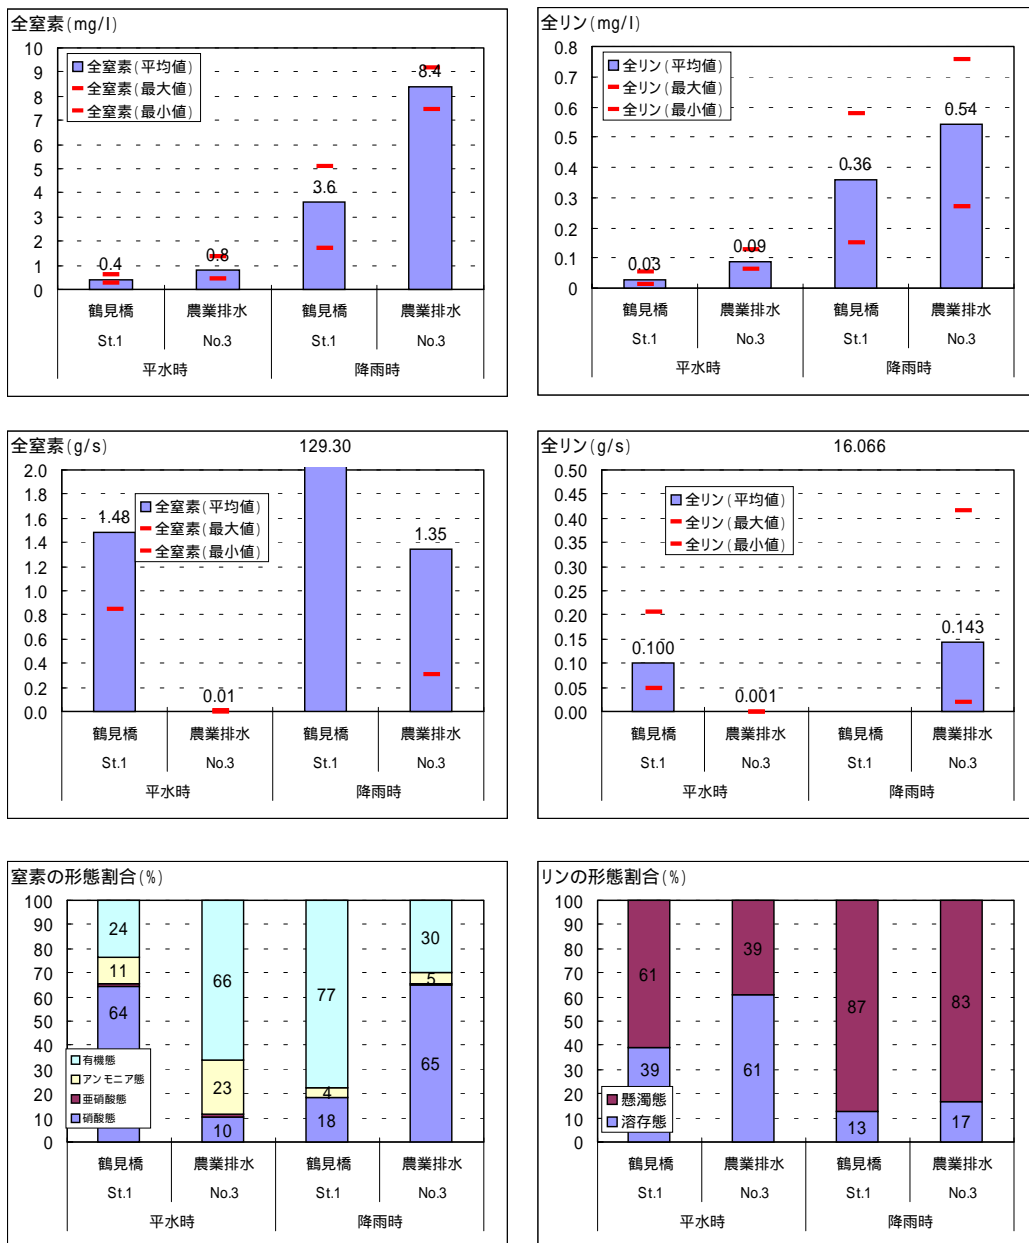 全窒素(mg/l)
10
9
8
7
6
5
4
3
2
1
0
全窒素(平均値)
全窒素(最大値)
全窒素(最小値)
0.4
0.8
3.6
8.4
鶴見橋
農業排水
鶴見橋
農業排水
St.1
No.3
St.1
No.3
平水時
降雨時
全リン(mg/l)
0.8
0.7
0.6
0.5
0.4
0.3
0.2
0.1
0
全リン(平均値)
全リン(最大値)
全リン(最小値)
0.03
0.09
0.36
0.54
鶴見橋
農業排水
鶴見橋
農業排水
St.1
No.3
St.1
No.3
平水時
降雨時
全窒素(g/s)
129.30
2.0
1.8
1.6
1.4
1.2
1.0
0.8
0.6
0.4
0.2
0.0
全窒素(平均値)
全窒素(最大値)
全窒素(最小値)
1.48
0.01
1.35
鶴見橋
農業排水
鶴見橋
農業排水
St.1
No.3
St.1
No.3
平水時
降雨時
全リン(g/s)
16.066
0.50
0.45
0.40
0.35
0.30
0.25
0.20
0.15
0.10
0.05
0.00
全リン(平均値)
全リン(最大値)
全リン(最小値)
0.100
0.001
0.143
鶴見橋
農業排水
鶴見橋
農業排水
St.1
No.3
St.1
No.3
平水時
降雨時
窒素の形態割合(%)
100
90
80
70
60
50
40
30
20
10
0
24
11
64
66
23
10
77
4
18
30
5
65
有機態
アンモニア態
亜硝酸態
硝酸態
鶴見橋
農業排水
鶴見橋
農業排水
St.1
No.3
St.1
No.3
平水時
降雨時
リンの形態割合(%)
100
90
80
70
60
50
40
30
20
10
0
61
39
39
61
87
13
83
17
懸濁態
溶存態
鶴見橋
農業排水
鶴見橋
農業排水
St.1
No.3
St.1
No.3
平水時
降雨時